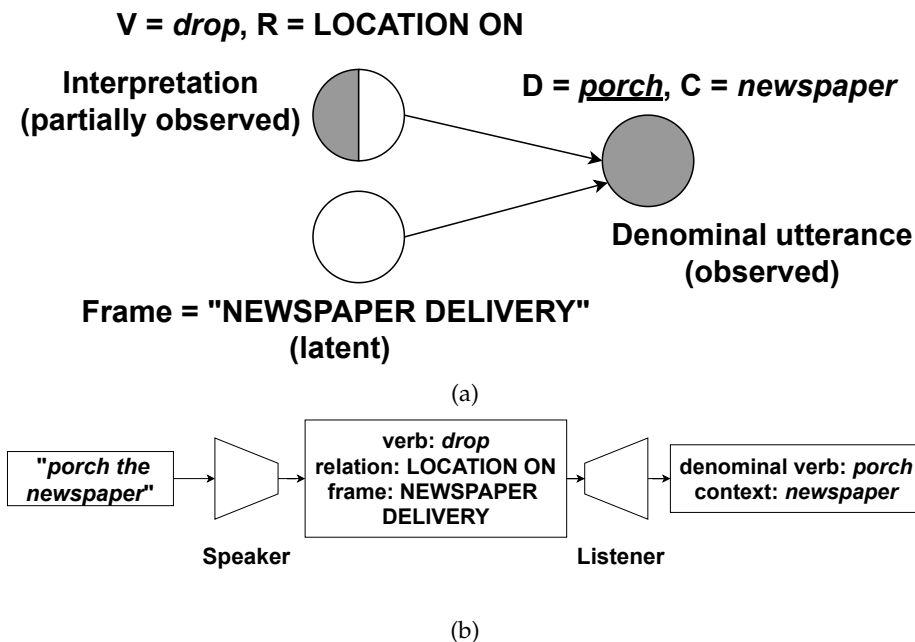 V = drop, R = LOCATION ON
Interpretation
(partially observed)
D = porch, C = newspaper
Denominal utterance
(observed)
Frame = "NEWSPAPER DELIVERY"
(latent)
(a)
"porch the
newspaper"
Speaker
verb: drop
relation: LOCATION ON
frame: NEWSPAPER
DELIVERY
Listener
denominal verb: porch
context: newspaper
(b)